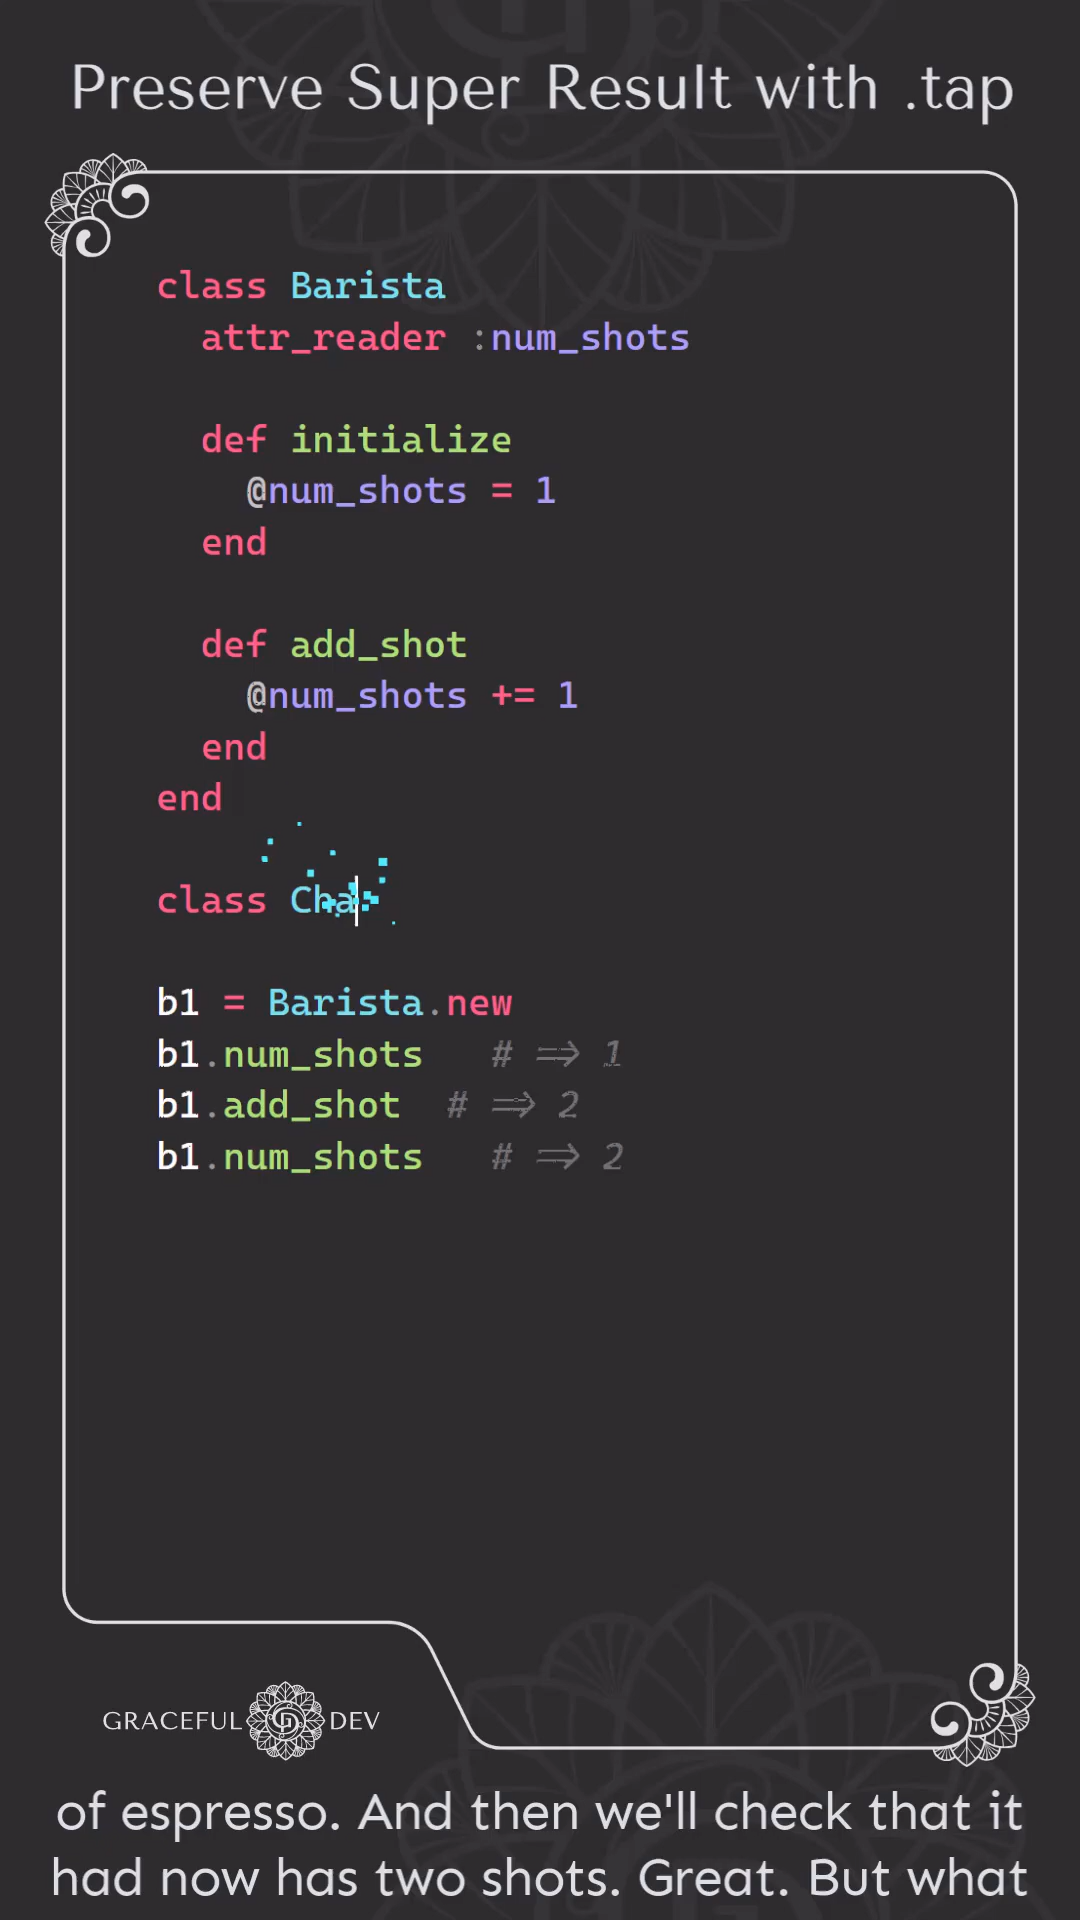 Preserve Super Result with .tap
class Barista
  attr_reader :num_shots
  def initialize
    @num_shots = 1
  end
  def add_shot
    @num_shots += 1
  end
end
class Cha
b1 = Barista.new
b1.num_shots   # => 1
b1.add_shot  # => 2
b1.num_shots   # => 2
GRACEFUL DEV
of espresso. And then we'll check that it
had now has two shots. Great. But what